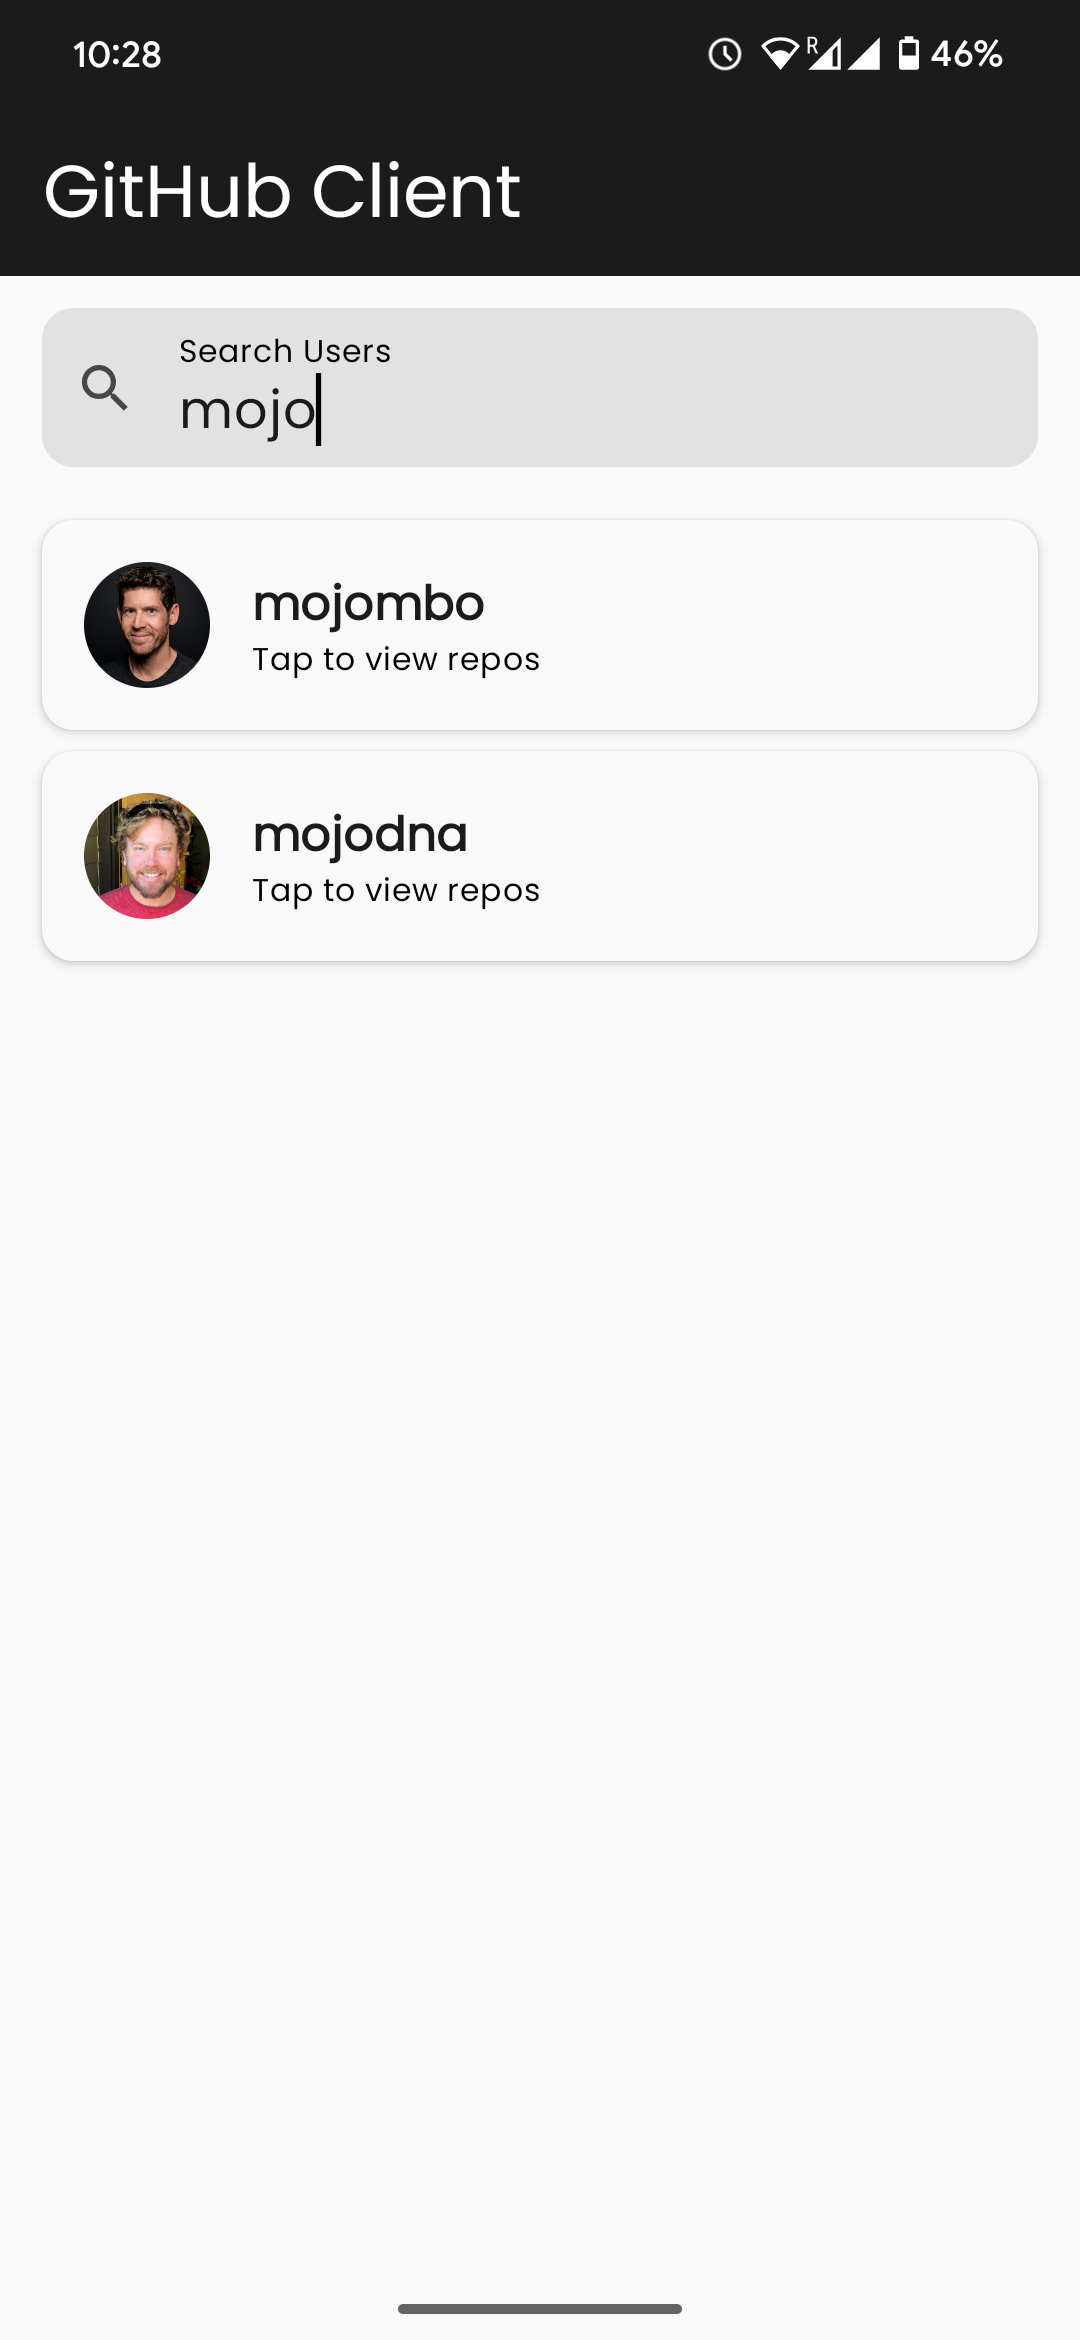 10:28
R
46%
GitHub Client
Search Users
mojo
mojombo
Tap to view repos
mojodna
Tap to view repos